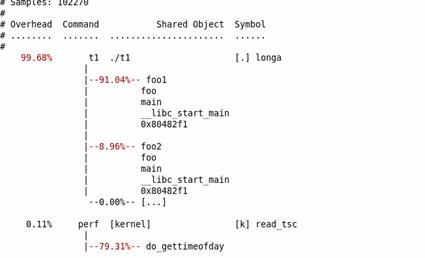 # Samples: 102270
#
# Overhead  Command           Shared Object  Symbol
# ........  .......  ......................  ......
#
    99.68%       t1  ./t1                    [.] longa
                |
                |--91.04%-- foo1
                |          foo
                |          main
                |          __libc_start_main
                |          0x80482f1
                |
                |--8.96%-- foo2
                |          foo
                |          main
                |          __libc_start_main
                |          0x80482f1
                 --0.00%-- [...]

     0.11%     perf  [kernel]                [k] read_tsc
                |
                |--79.31%-- do_gettimeofday